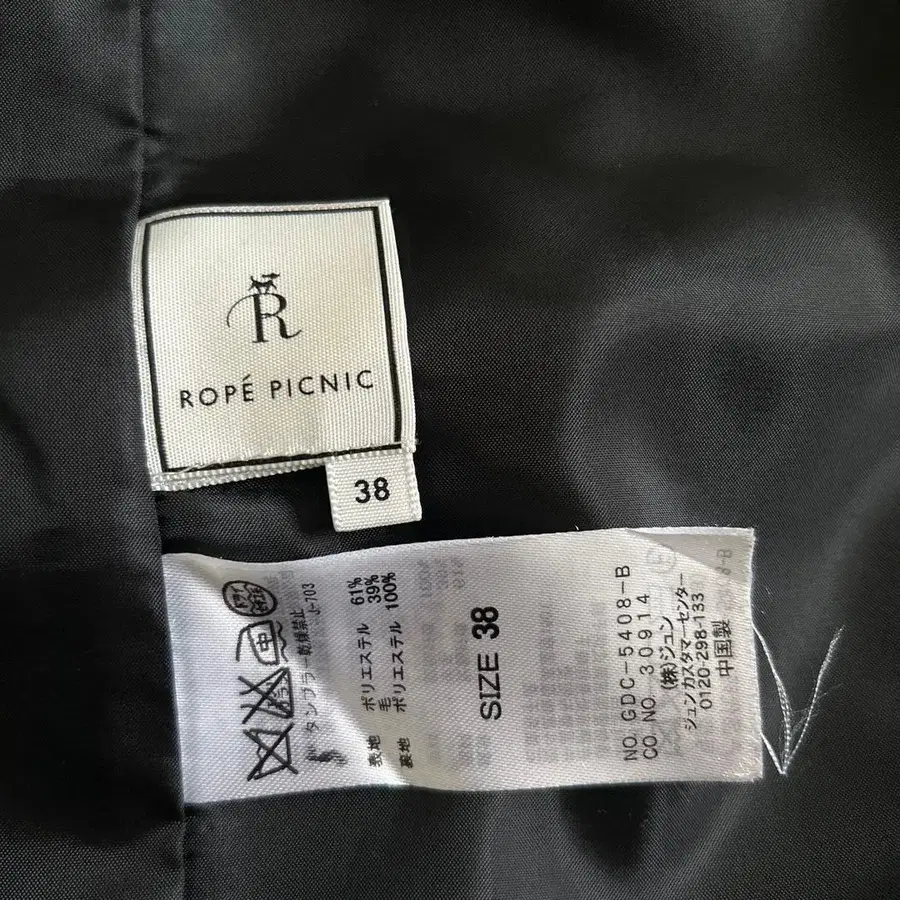 R
ROPÉ PICNIC
38
タンブラー乾燥禁止
J-703
表地 ポリエステル 61%
毛 39%
裏地 ポリエステル 100%
SIZE 38
NO. GDC-5408-B
CO. NO. 30914
(株)ジュン
ジュンカスタマーセンター
0120-298-133
中国製